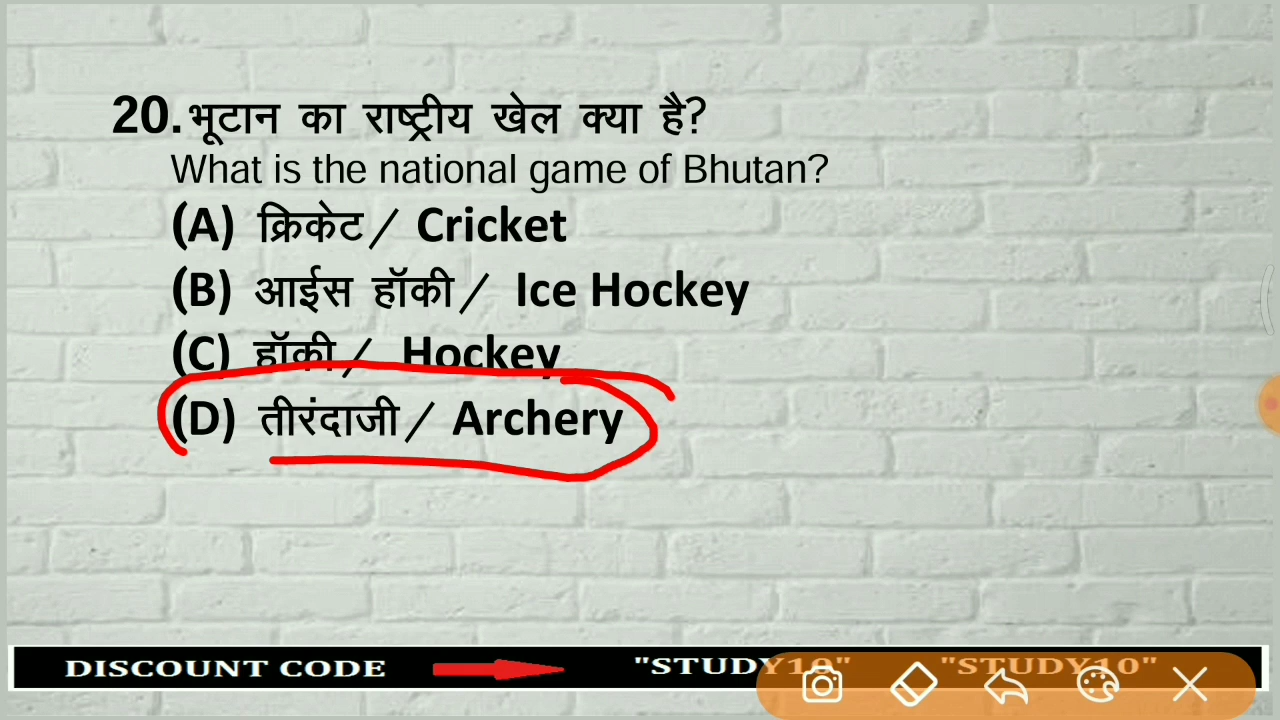 20. भूटान का राष्ट्रीय खेल क्या है?
What is the national game of Bhutan?
(A) क्रिकेट/ Cricket
(B) आईस हॉकी/ Ice Hockey
(C) हॉकी/ Hockey
(D) तीरंदाजी/ Archery
DISCOUNT CODE "STUDY10" "STUDY10"